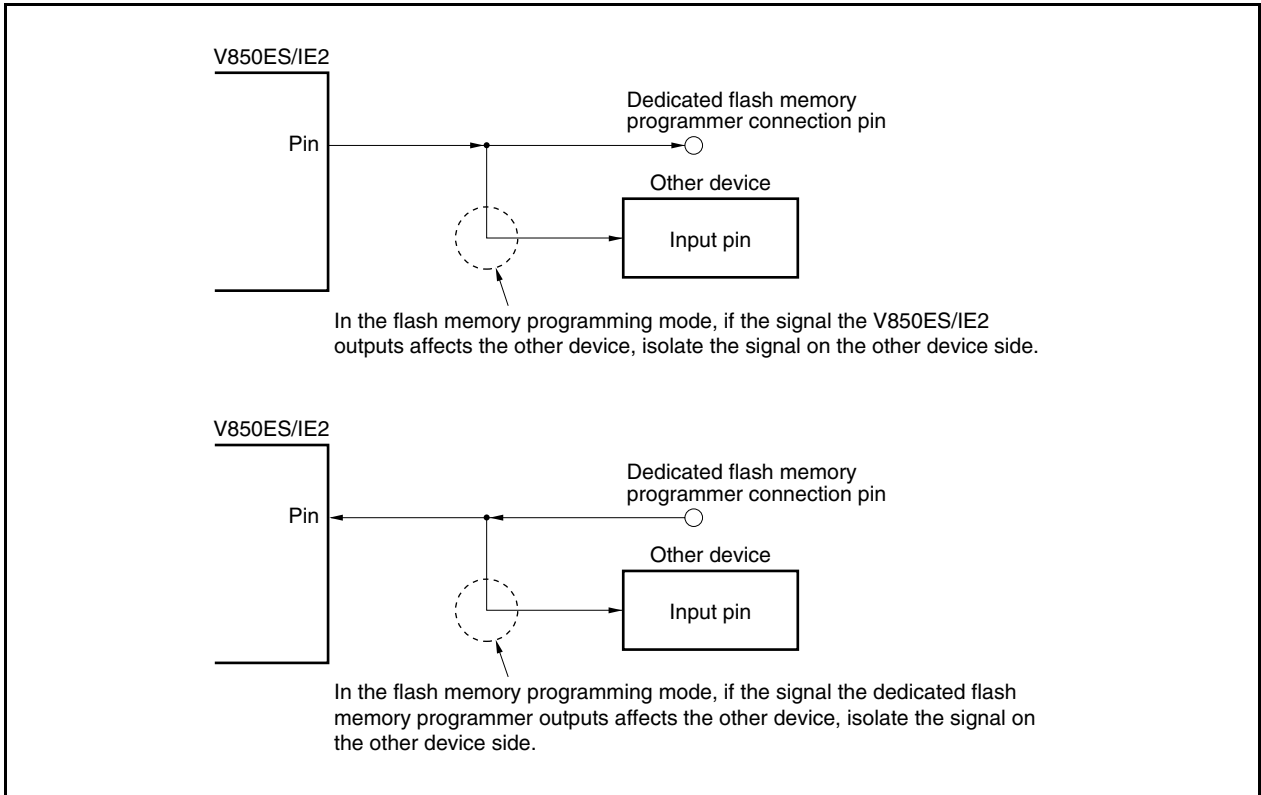 V850ES/IE2
Pin
Dedicated flash memory
programmer connection pin
Other device
Input pin
In the flash memory programming mode, if the signal the V850ES/IE2
outputs affects the other device, isolate the signal on the other device side.
V850ES/IE2
Pin
Dedicated flash memory
programmer connection pin
Other device
Input pin
In the flash memory programming mode, if the signal the dedicated flash
memory programmer outputs affects the other device, isolate the signal on
the other device side.